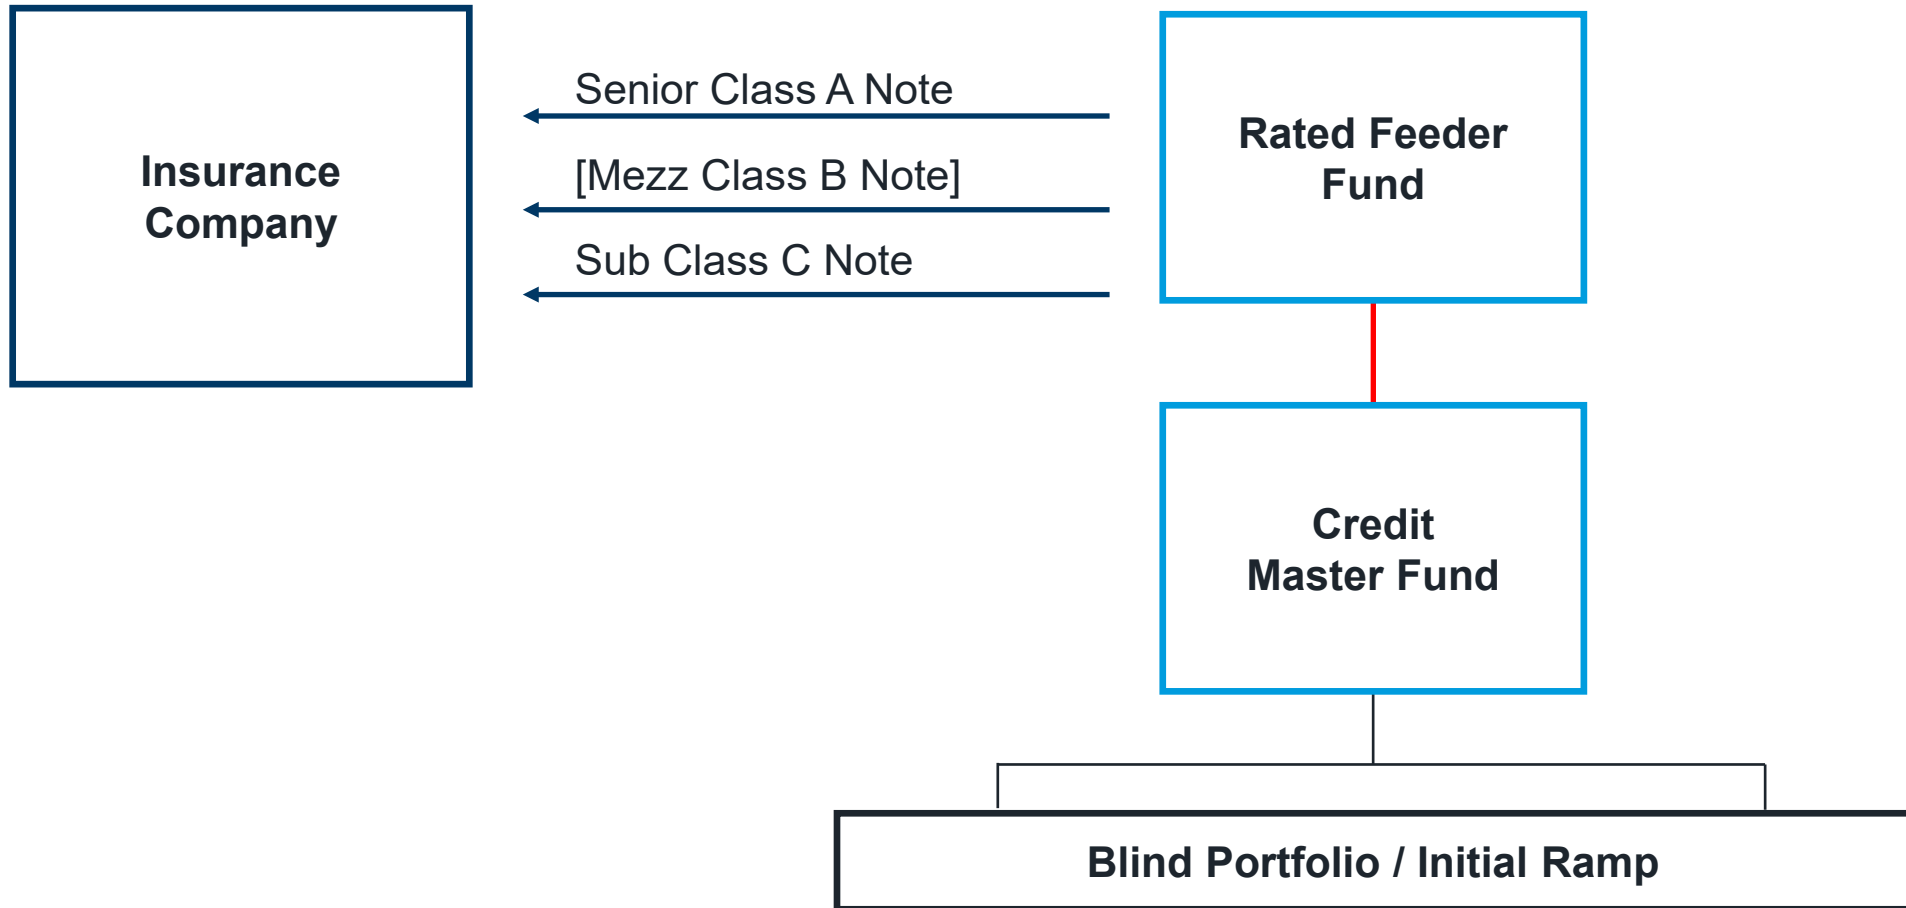 Insurance
Company
Senior Class A Note
[Mezz Class B Note]
Sub Class C Note
Rated Feeder
Fund
Credit
Master Fund
Blind Portfolio / Initial Ramp